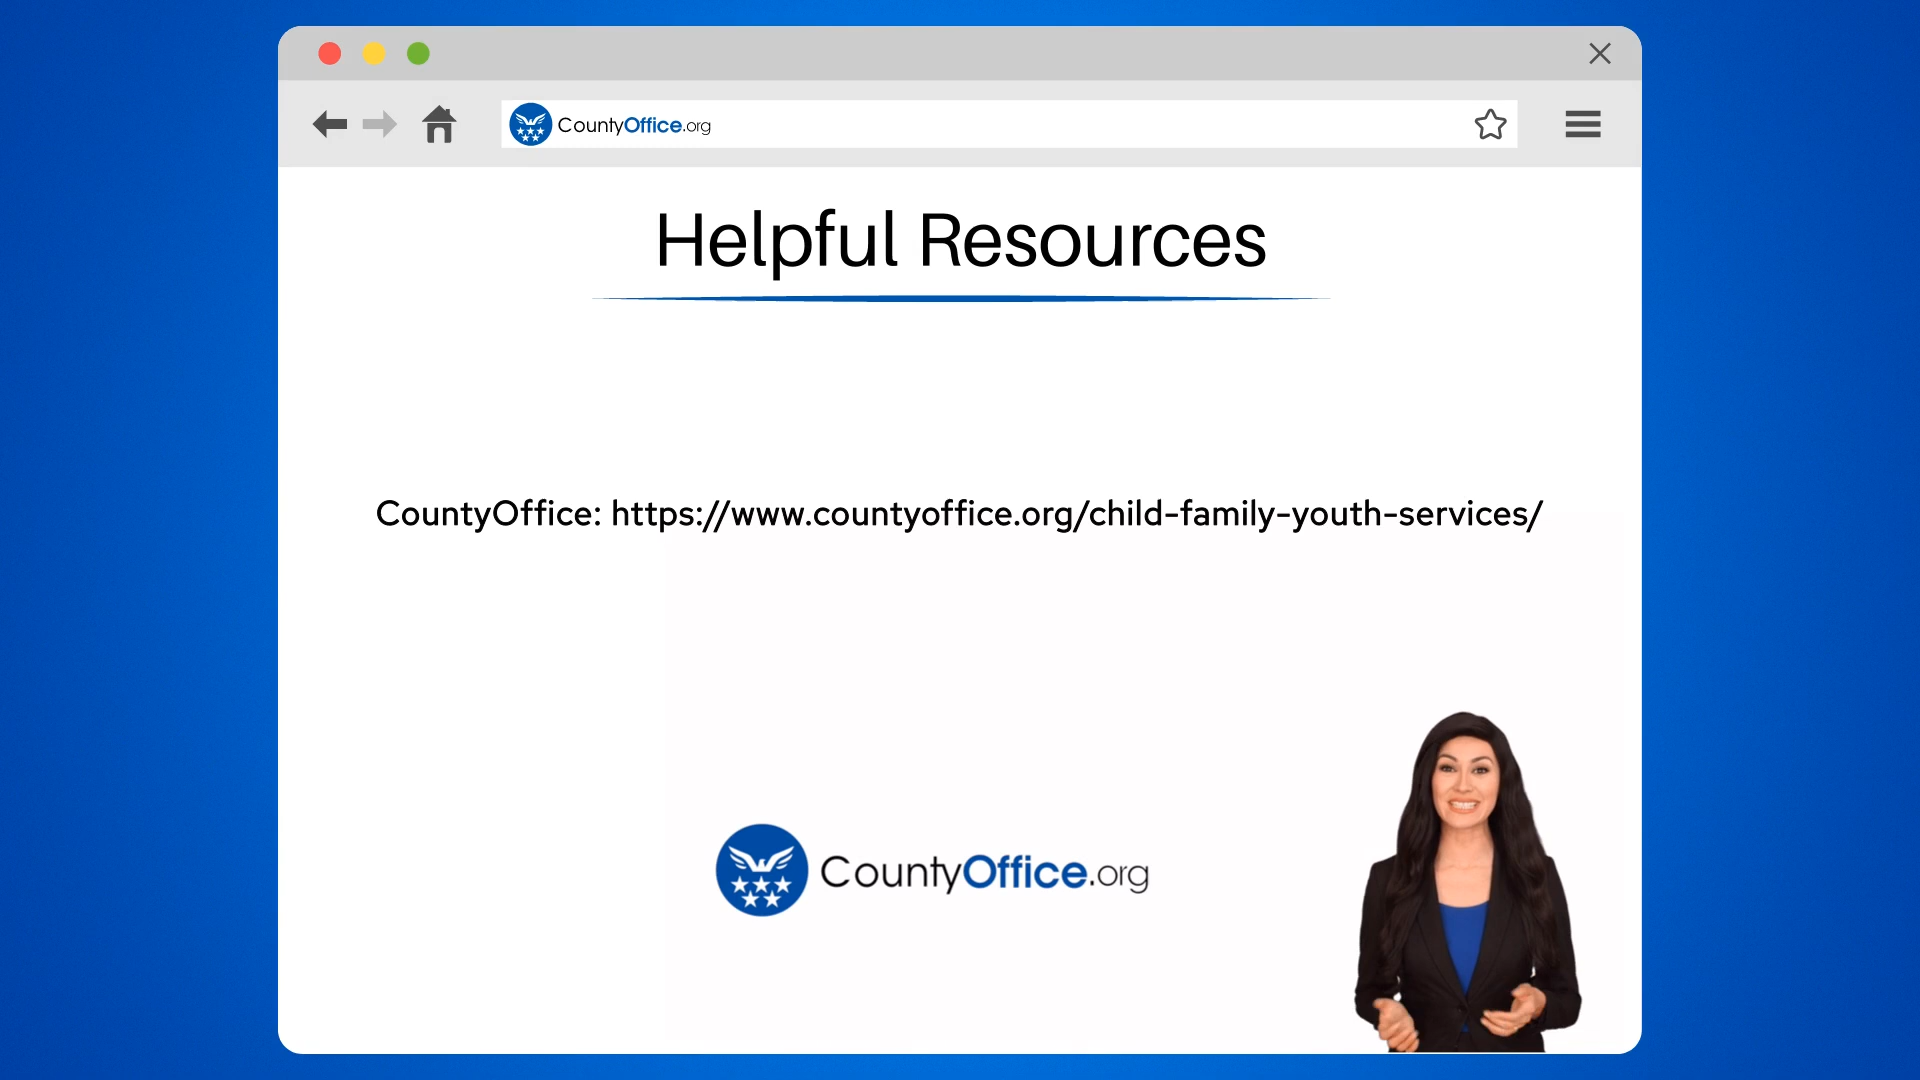 CountyOffice.org
Helpful Resources
CountyOffice: https://www.countyoffice.org/child-family-youth-services/
CountyOffice.org